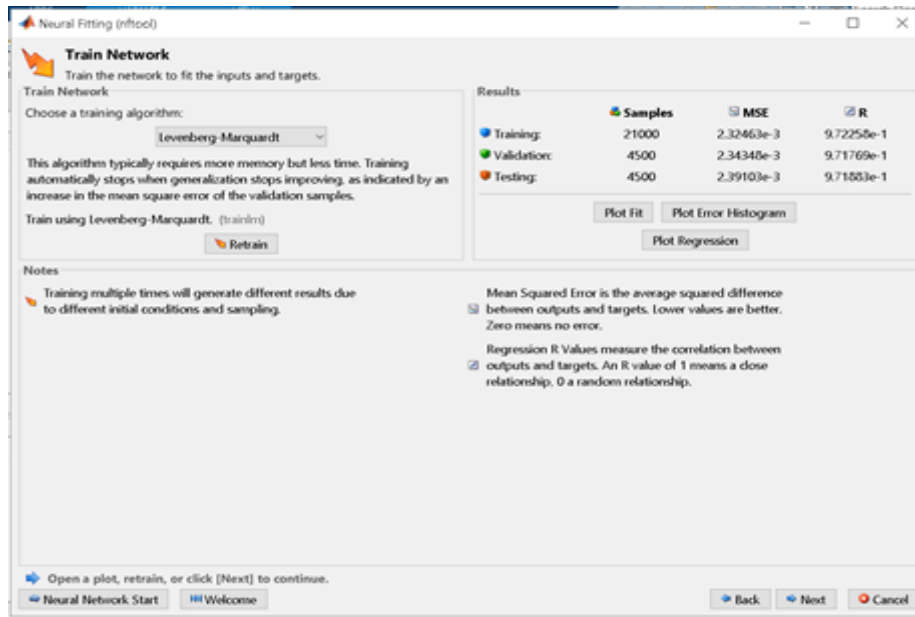 Neural Fitting (nftool)
Train Network
Train the network to fit the inputs and targets.
Train Network
Choose a training algorithm:
Levenberg-Marquardt
This algorithm typically requires more memory but less time. Training
automatically stops when generalization stops improving, as indicated by an
increase in the mean square error of the validation samples.
Train using Levenberg-Marquardt. (trainlm)
Retrain
Results
Samples MSE R
Training: 21000 2.32463e-3 9.72258e-1
Validation: 4500 2.34348e-3 9.71769e-1
Testing: 4500 2.39103e-3 9.71883e-1
Plot Fit Plot Error Histogram
Plot Regression
Notes
Training multiple times will generate different results due
to different initial conditions and sampling.
Mean Squared Error is the average squared difference
between outputs and targets. Lower values are better.
Zero means no error.
Regression R Values measure the correlation between
outputs and targets. An R value of 1 means a close
relationship, 0 a random relationship.
Open a plot, retrain, or click [Next] to continue.
Neural Network Start Welcome Back Next Cancel